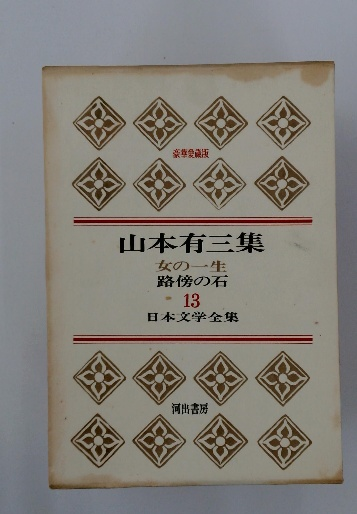 豪華愛蔵版
山本有三集
女の一生
路傍の石
13
日本文学全集
河出書房